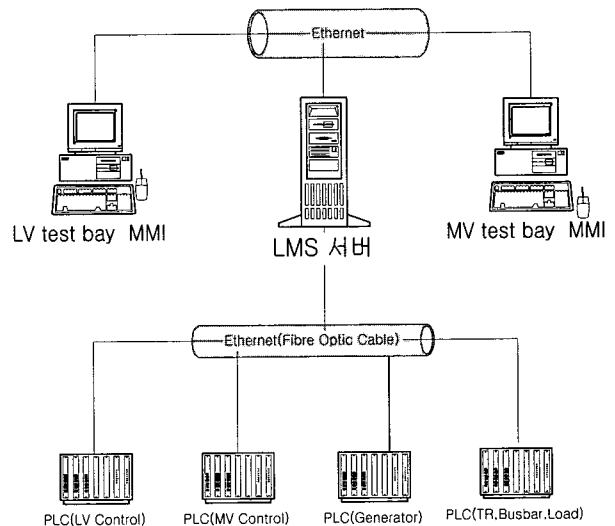 Ethernet
LV test bay MMI
LMS 서버
MV test bay MMI
Ethernet(Fibre Optic Cable)
PLC(LV Control)
PLC(MV Control)
PLC(Generator)
PLC(TR,Busbar,Load)